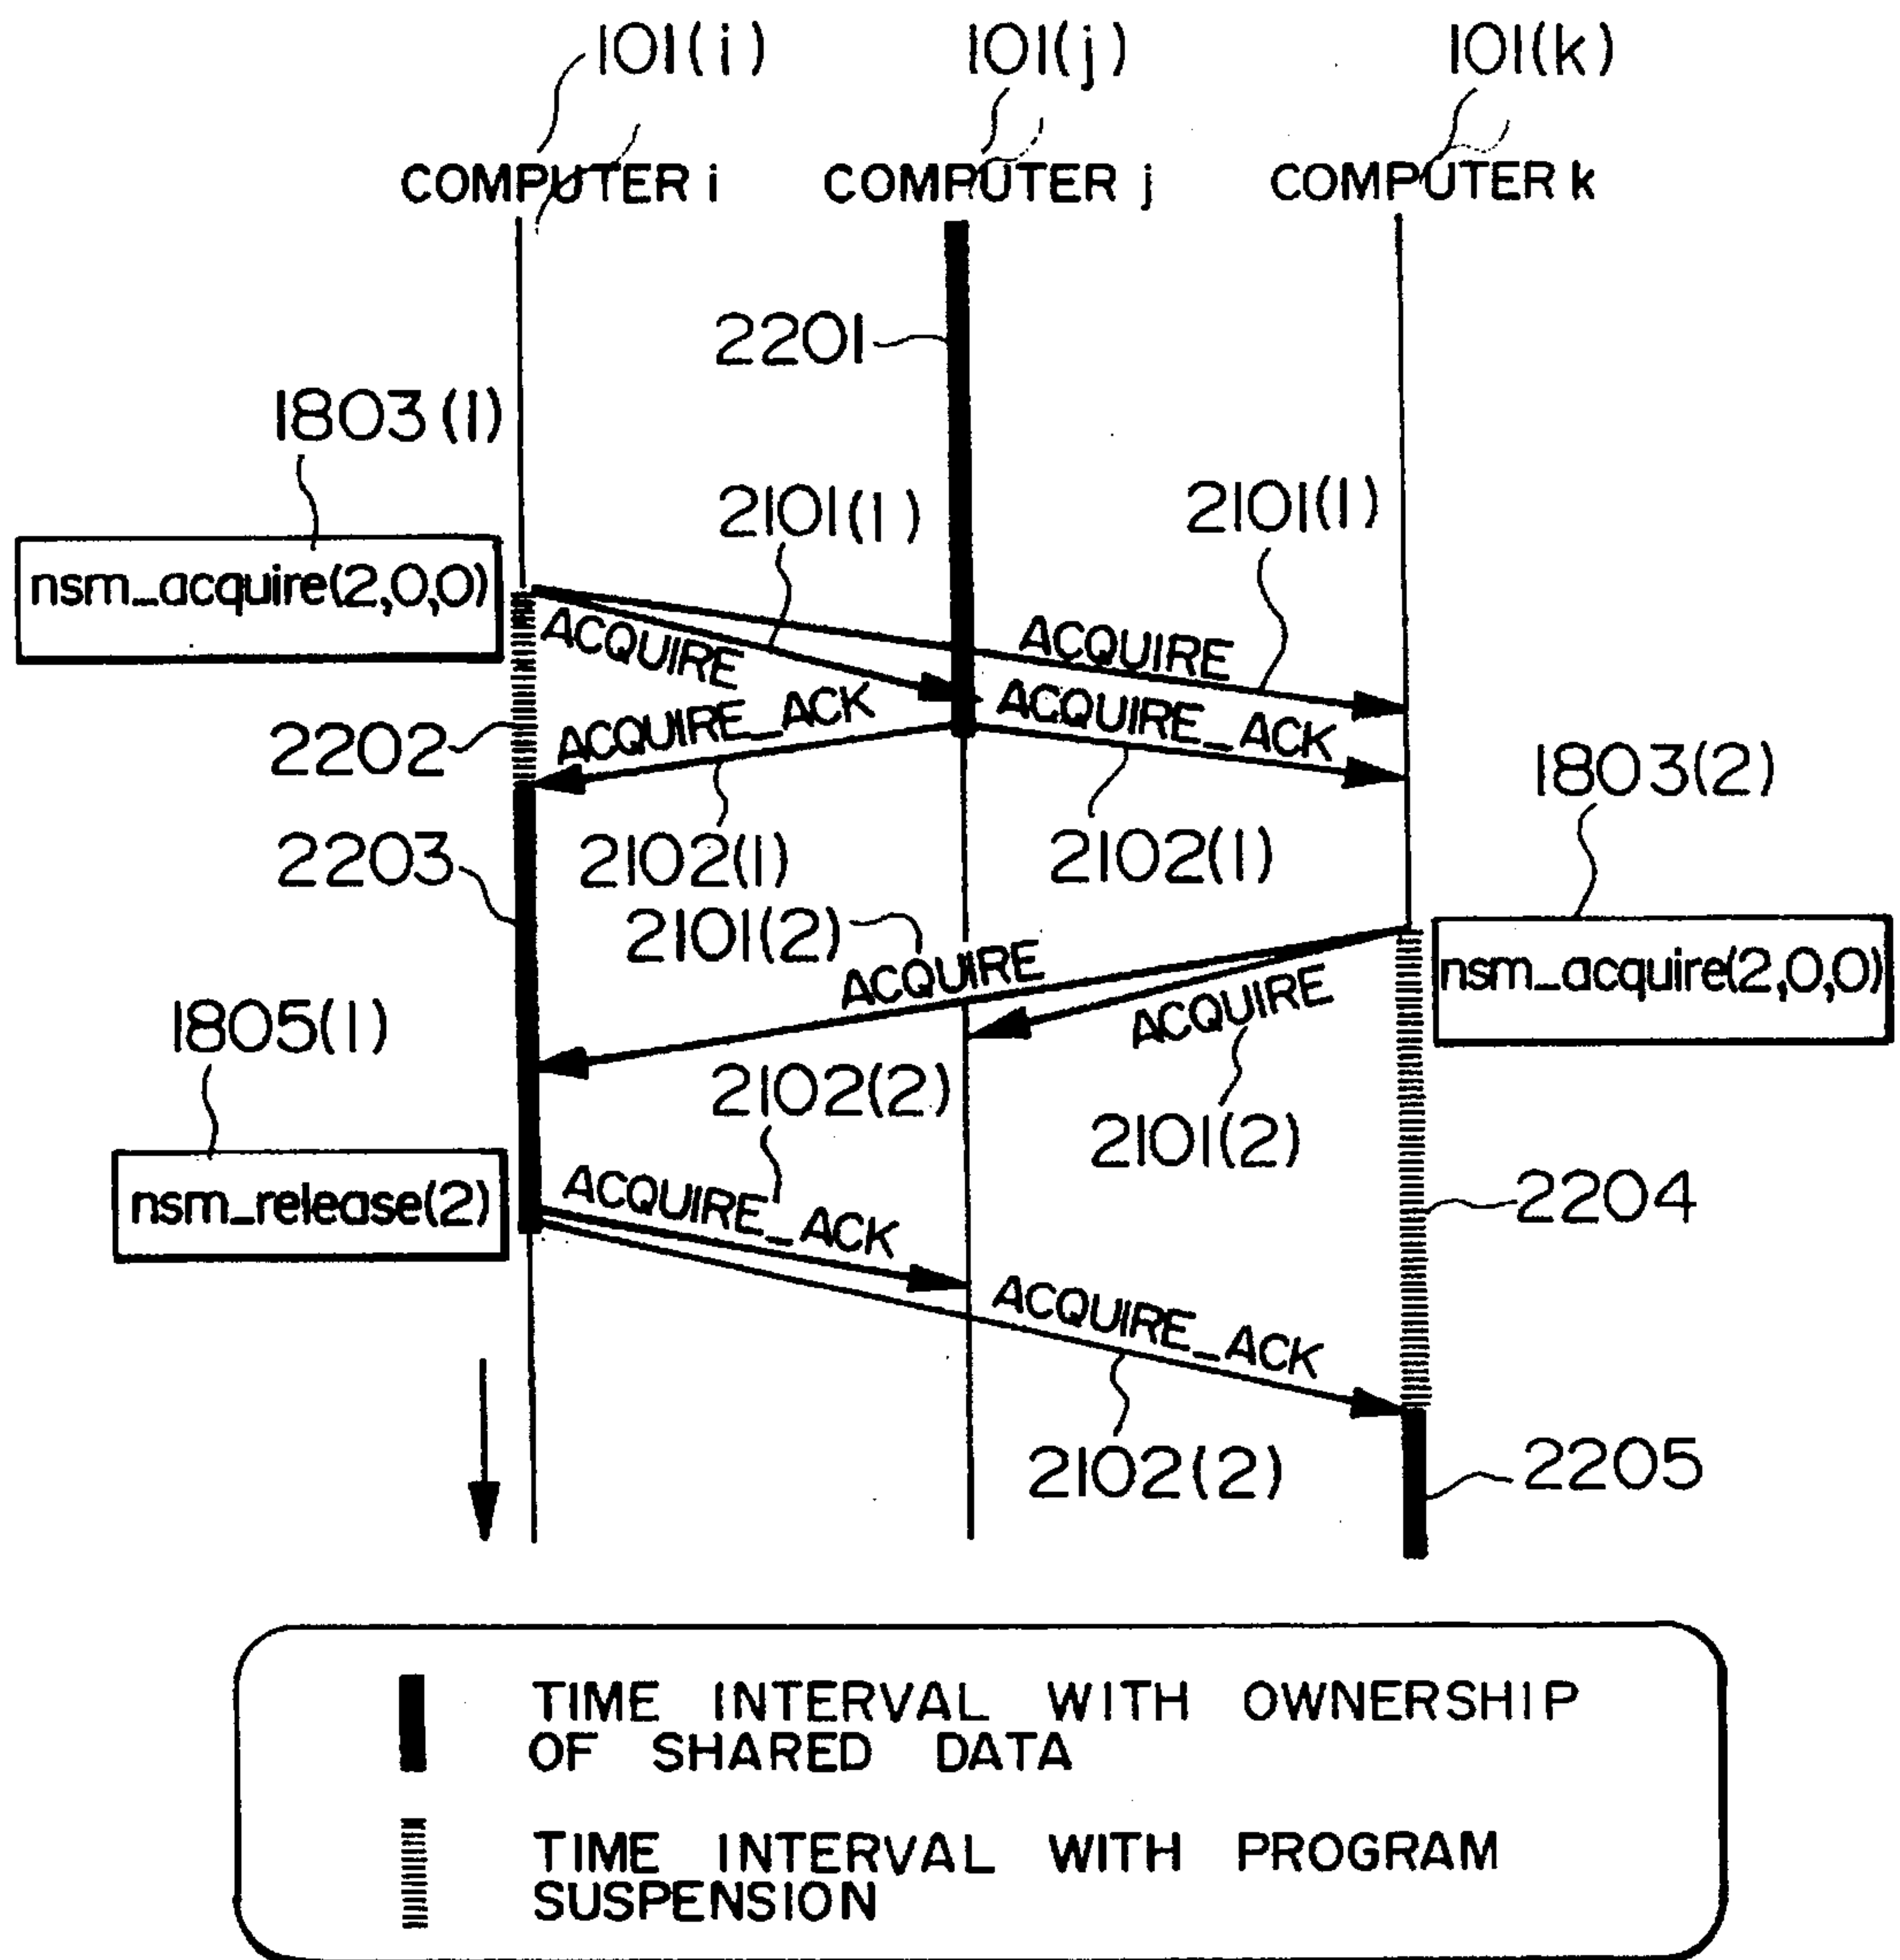 101(i)
101(j)
101(k)
COMPUTER i
COMPUTER j
COMPUTER k
2201
1803(1)
2101(1)
2101(1)
nsm_acquire(2,0,0)
ACQUIRE
ACQUIRE
ACQUIRE_ACK
ACQUIRE_ACK
2202
1803(2)
2203
2102(1)
2102(1)
2101(2)
ACQUIRE
ACQUIRE
nsm_acquire(2,0,0)
1805(1)
2102(2)
2101(2)
nsm_release(2)
ACQUIRE_ACK
2204
ACQUIRE_ACK
2102(2)
2205
TIME INTERVAL WITH OWNERSHIP
OF SHARED DATA
TIME INTERVAL WITH PROGRAM
SUSPENSION